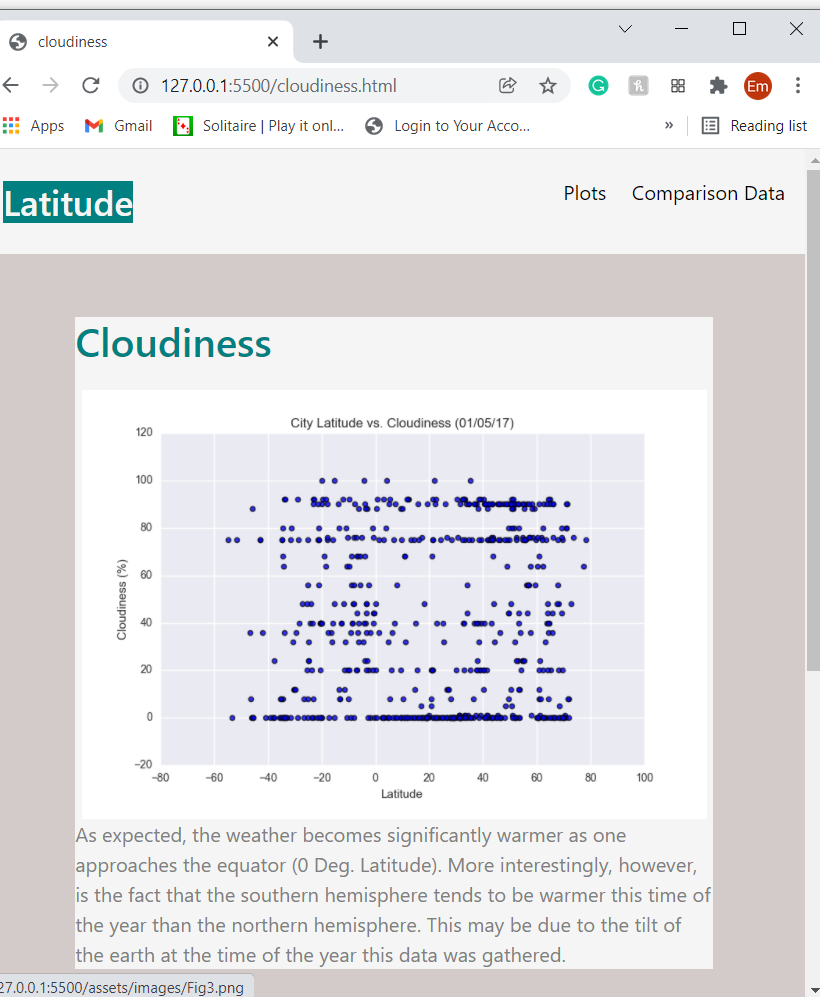 cloudiness
127.0.0.1:5500/cloudiness.html
Em
Apps Gmail Solitaire | Play it onl... Login to Your Acco... » Reading list
Latitude Plots Comparison Data
Cloudiness
City Latitude vs. Cloudiness (01/05/17)
120
100
80
60
40
20
0
−20
Cloudiness (%)
−80 −60 −40 −20 0 20 40 60 80 100
Latitude
As expected, the weather becomes significantly warmer as one
approaches the equator (0 Deg. Latitude). More interestingly, however,
is the fact that the southern hemisphere tends to be warmer this time of
the year than the northern hemisphere. This may be due to the tilt of
the earth at the time of the year this data was gathered.
27.0.0.1:5500/assets/images/Fig3.png